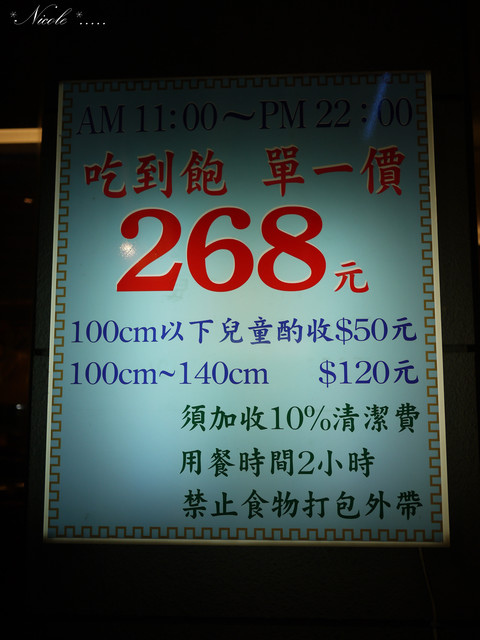 *Nicole*.....
AM 11:00～PM 22:00
吃到飽 單一價
268元
100cm以下兒童酌收$50元
100cm~140cm $120元
須加收10%清潔費
用餐時間2小時
禁止食物打包外帶